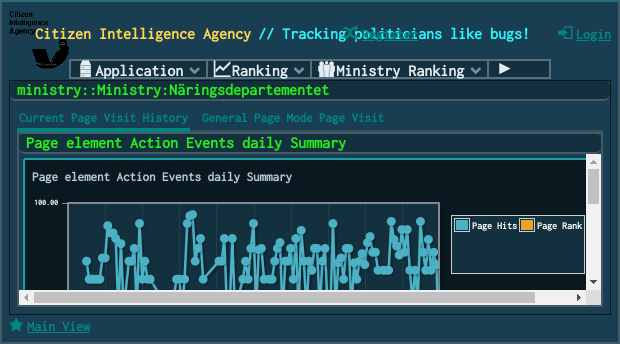 Citizen
Intelligence
Agency
Citizen Intelligence Agency // Tracking politicians like bugs!
Register
Login
Application
Ranking
Ministry Ranking
ministry::Ministry:Näringsdepartementet
Current Page Visit History
General Page Mode Page Visit
Page element Action Events daily Summary
Page element Action Events daily Summary
100.00
Page Hits
Page Rank
Main View